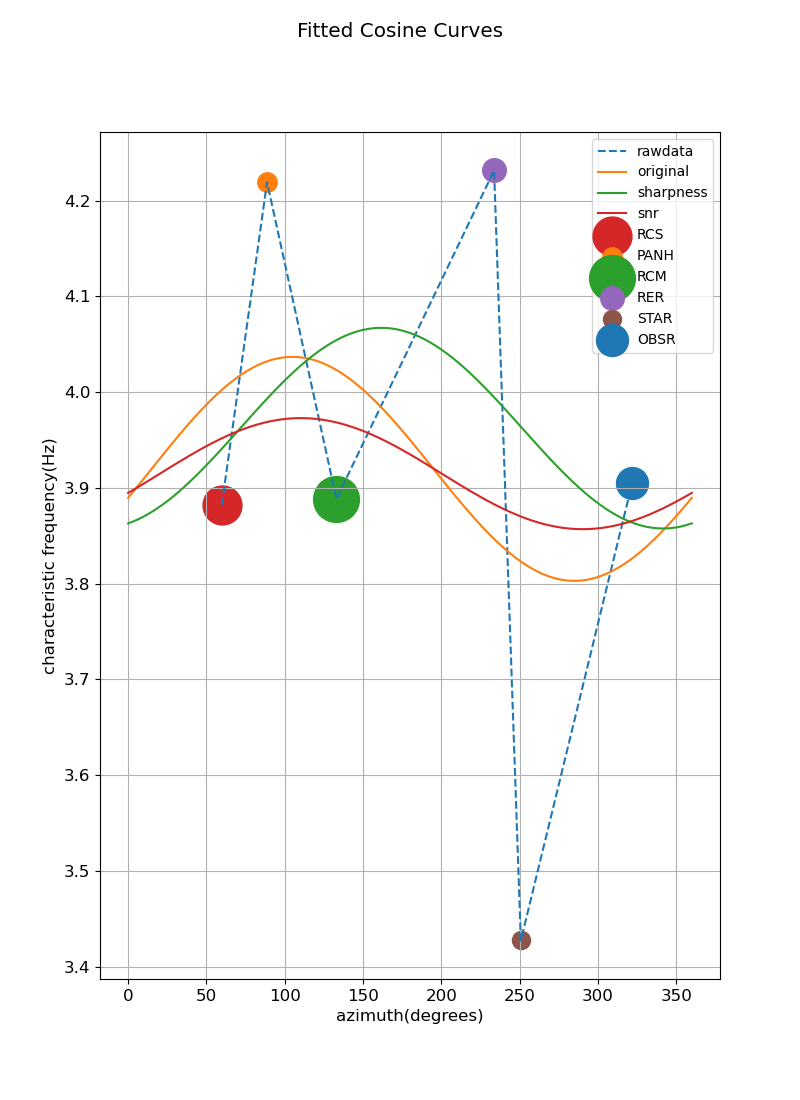 Fitted Cosine Curves
rawdata
original
sharpness
snr
RCS
PANH
RCM
RER
STAR
OBSR
characteristic frequency(Hz)
4.2
4.1
4.0
3.9
3.8
3.7
3.6
3.5
3.4
0 50 100 150 200 250 300 350
azimuth(degrees)